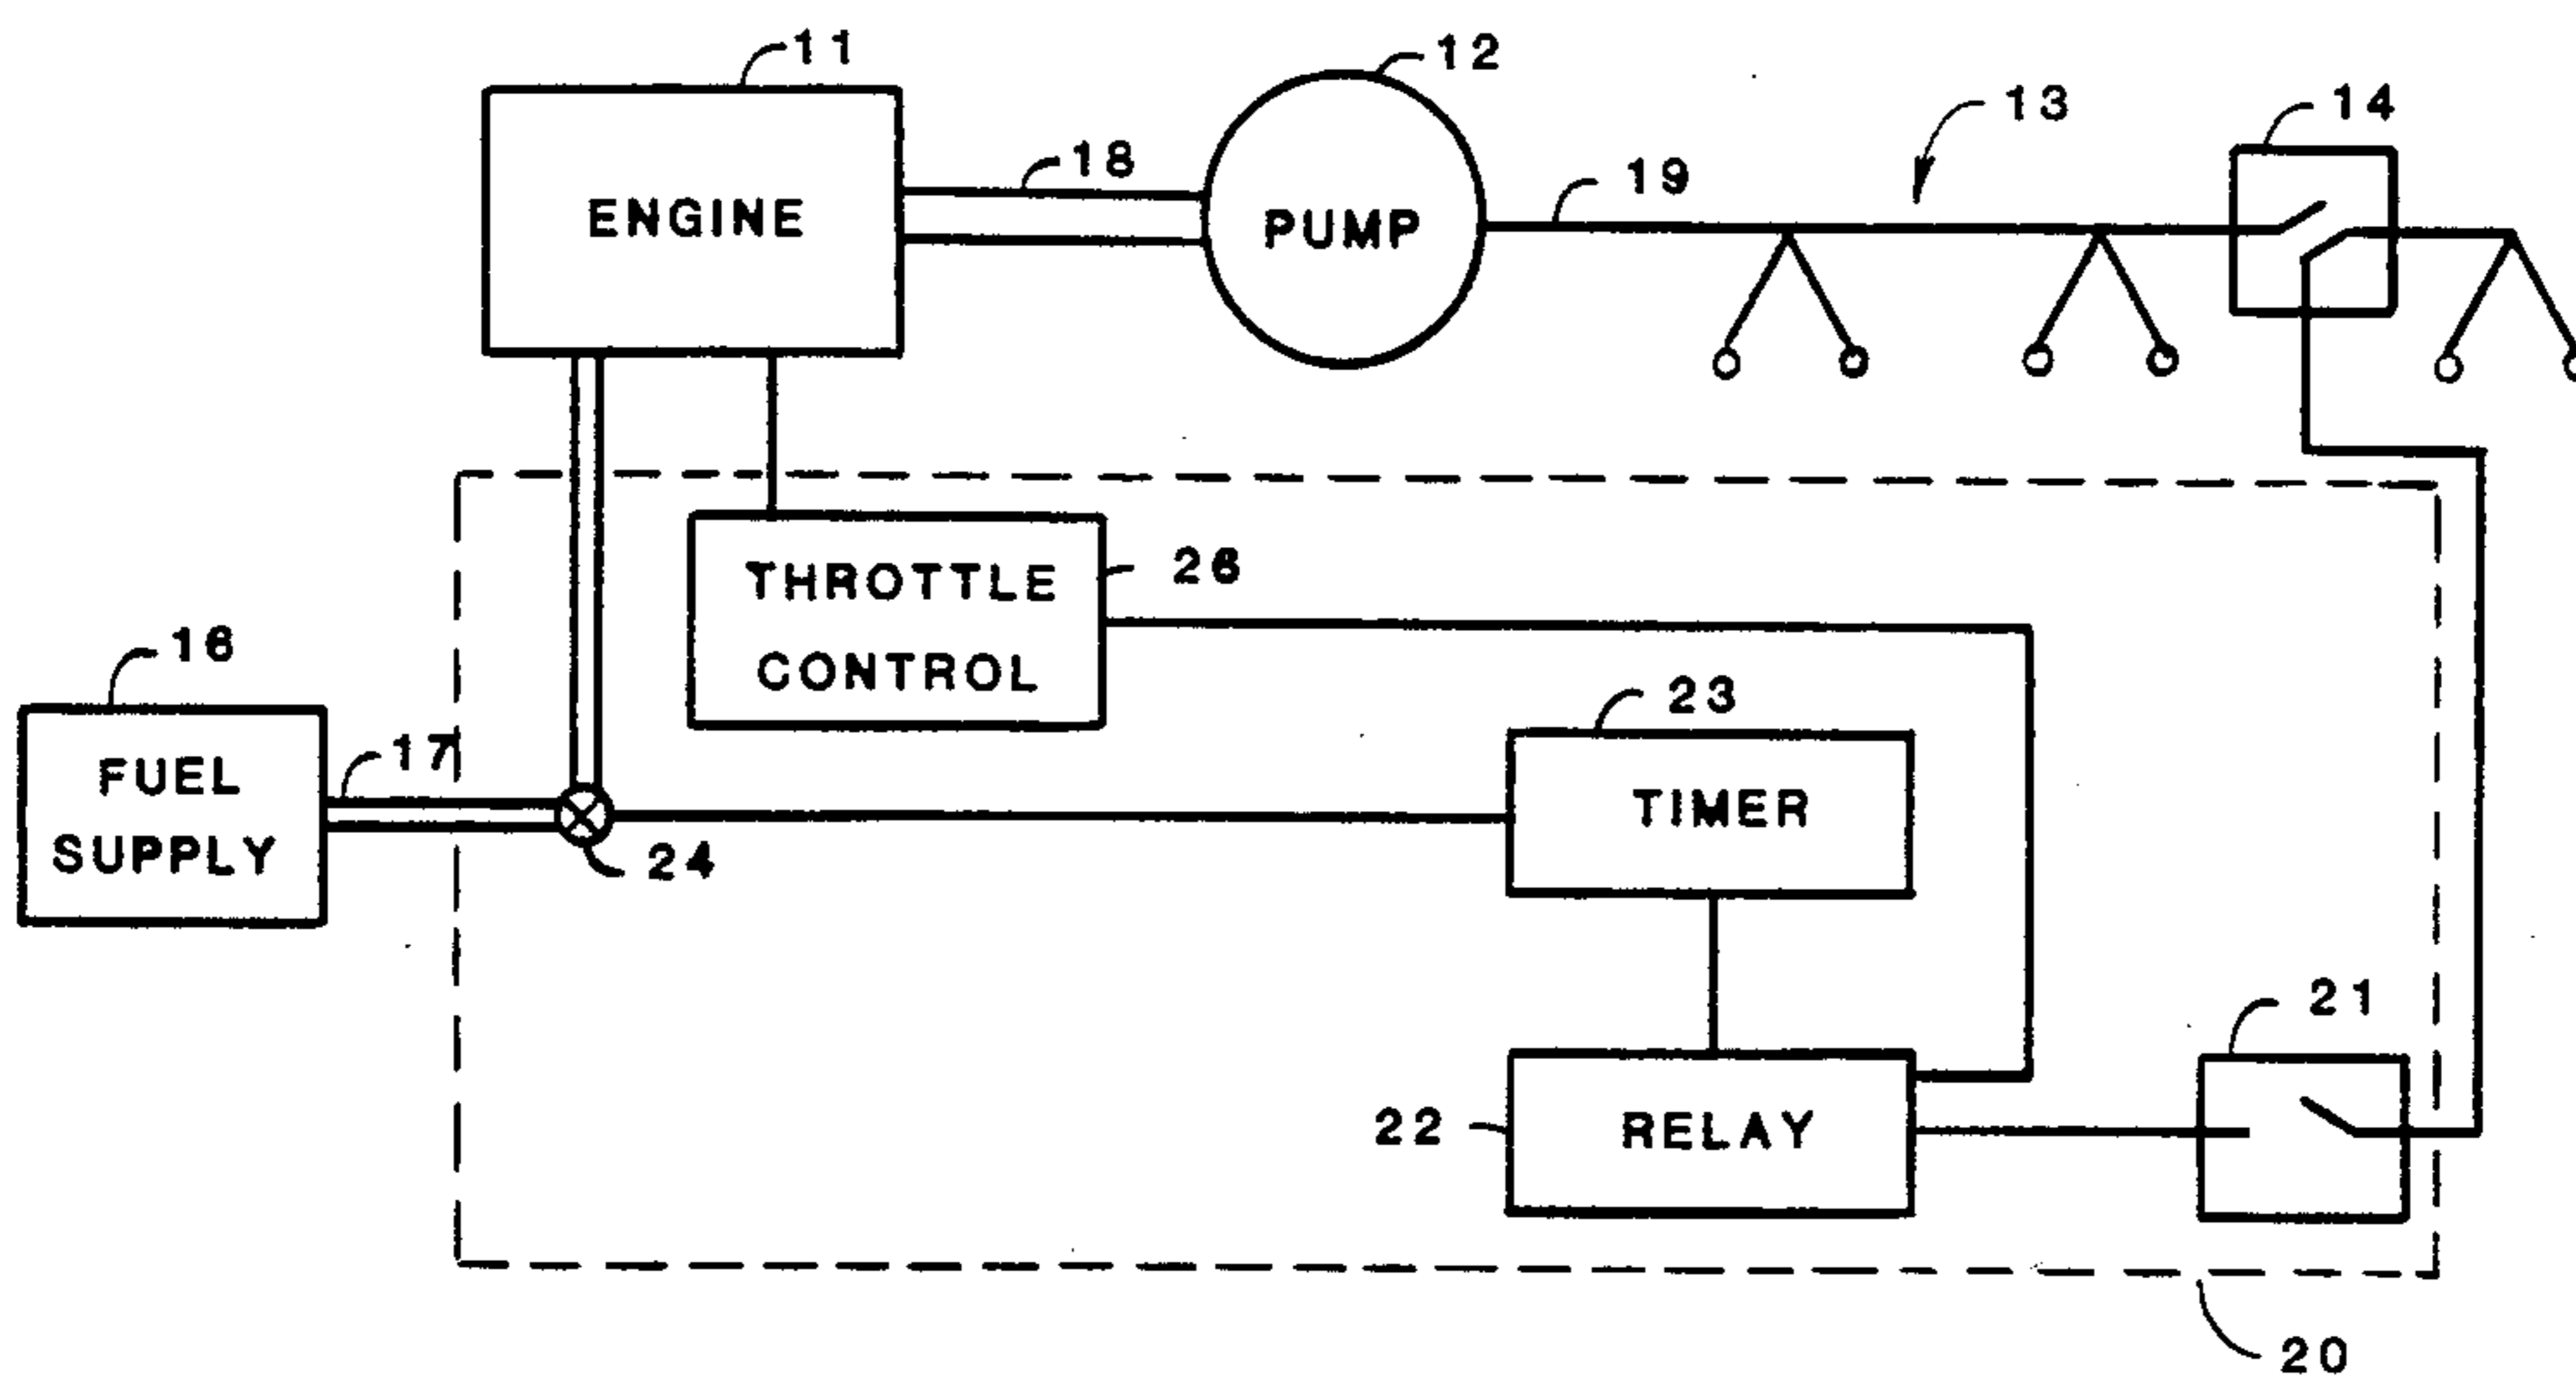 11
12
13
14
18
19
ENGINE
PUMP
26
THROTTLE
CONTROL
16
23
17
FUEL
SUPPLY
TIMER
24
21
22
RELAY
20